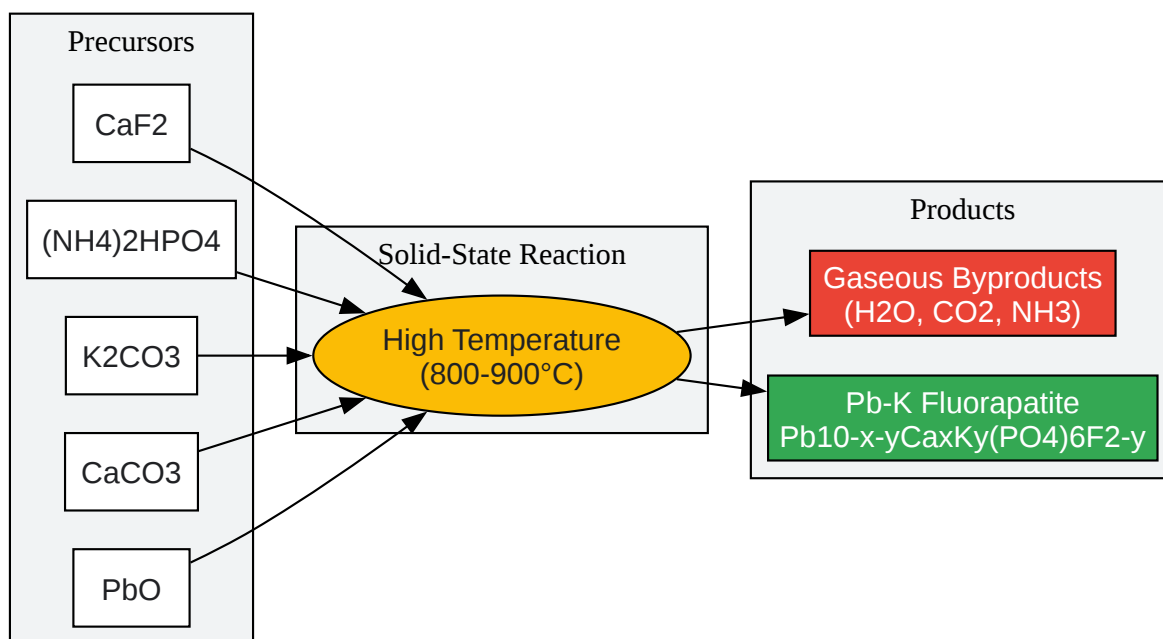 Precursors
CaF2
(NH4)2HPO4
K2CO3
CaCO3
PbO
Solid-State Reaction
High Temperature
(800-900°C)
Products
Gaseous Byproducts
(H2O, CO2, NH3)
Pb-K Fluorapatite
Pb10-x-yCaxKy(PO4)6F2-y